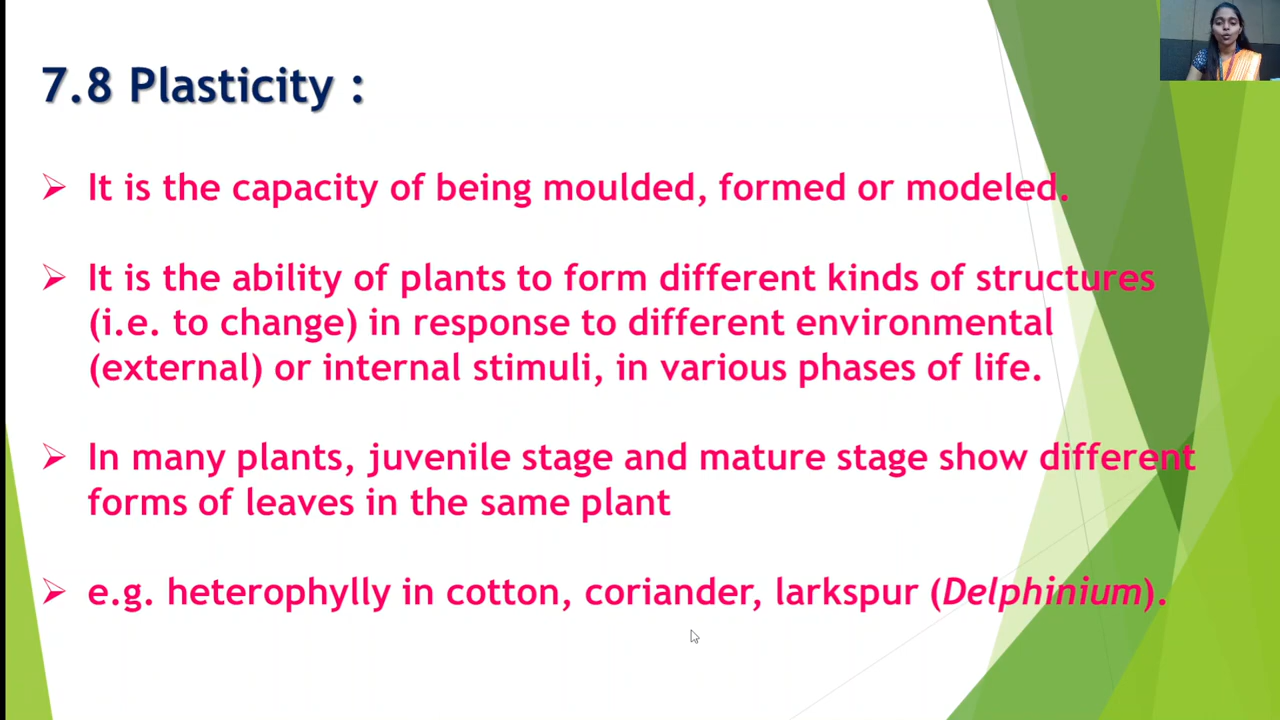 7.8 Plasticity :
It is the capacity of being moulded, formed or modeled.
It is the ability of plants to form different kinds of structures
(i.e. to change) in response to different environmental
(external) or internal stimuli, in various phases of life.
In many plants, juvenile stage and mature stage show different
forms of leaves in the same plant
e.g. heterophylly in cotton, coriander, larkspur (Delphinium).